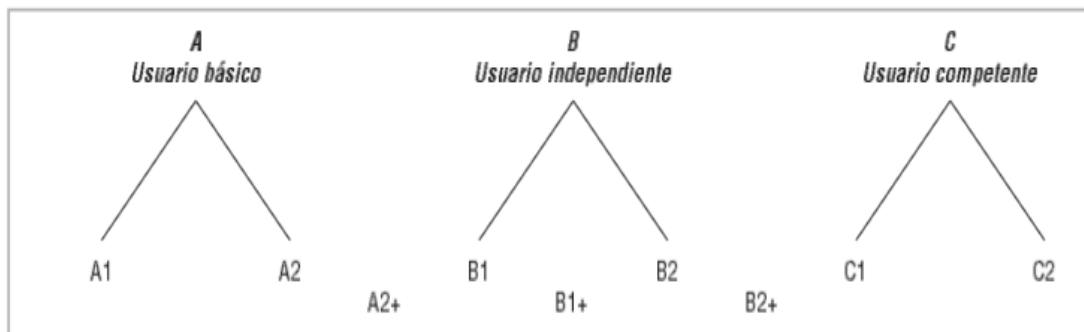 A B C
Usuario básico Usuario independiente Usuario competente
A1 A2 B1 B2 C1 C2
A2+ B1+ B2+